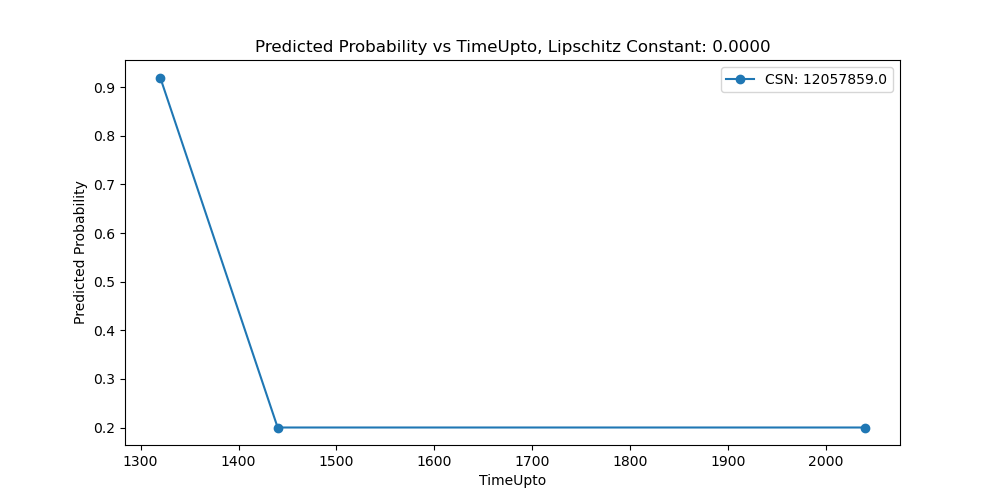 Predicted Probability vs TimeUpto, Lipschitz Constant: 0.0000
CSN: 12057859.0
Predicted Probability
0.9
0.8
0.7
0.6
0.5
0.4
0.3
0.2
1300 1400 1500 1600 1700 1800 1900 2000
TimeUpto